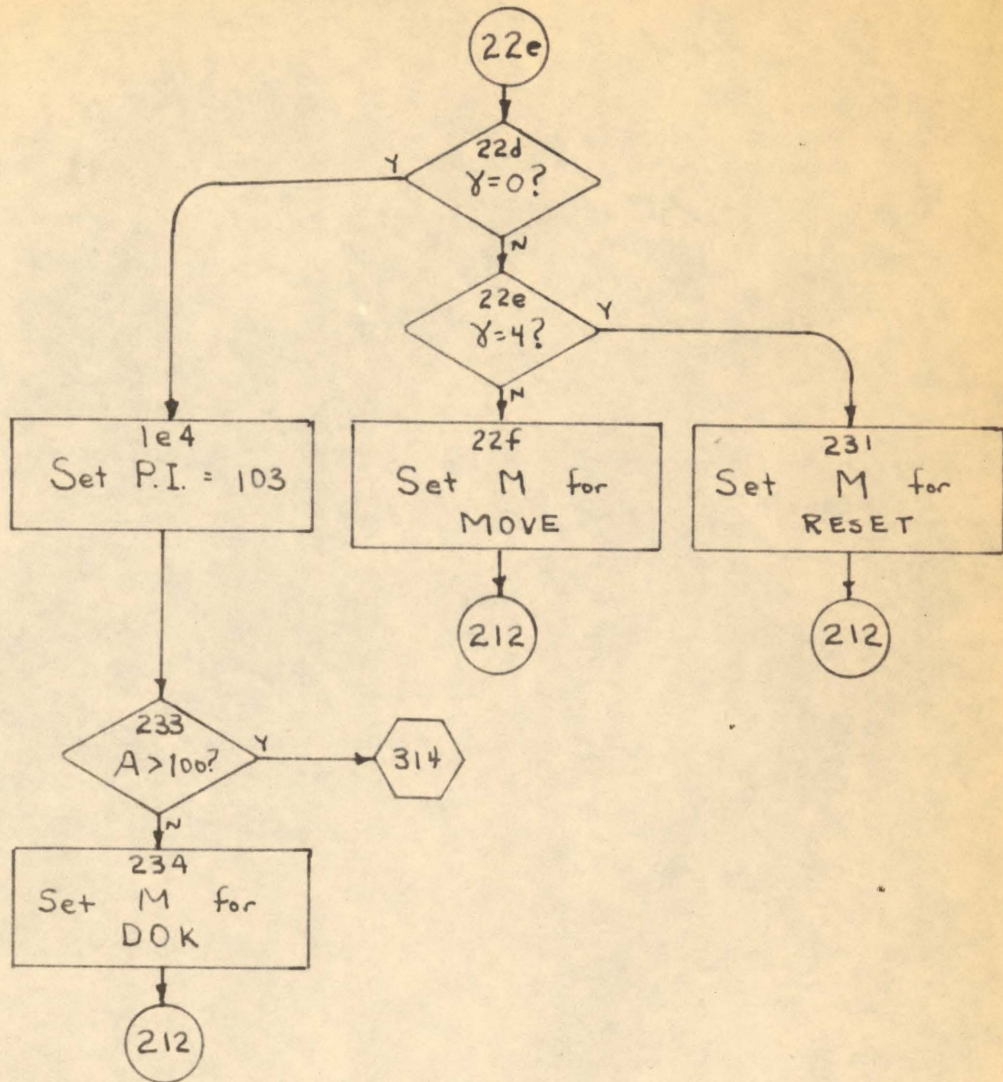 22e
22d
γ=0?
Y
N
22e
γ=4?
Y
N
1e4
Set P.I. = 103
22f
Set M for
MOVE
231
Set M for
RESET
212
212
233
A>100?
Y
N
314
234
Set M for
DOK
212